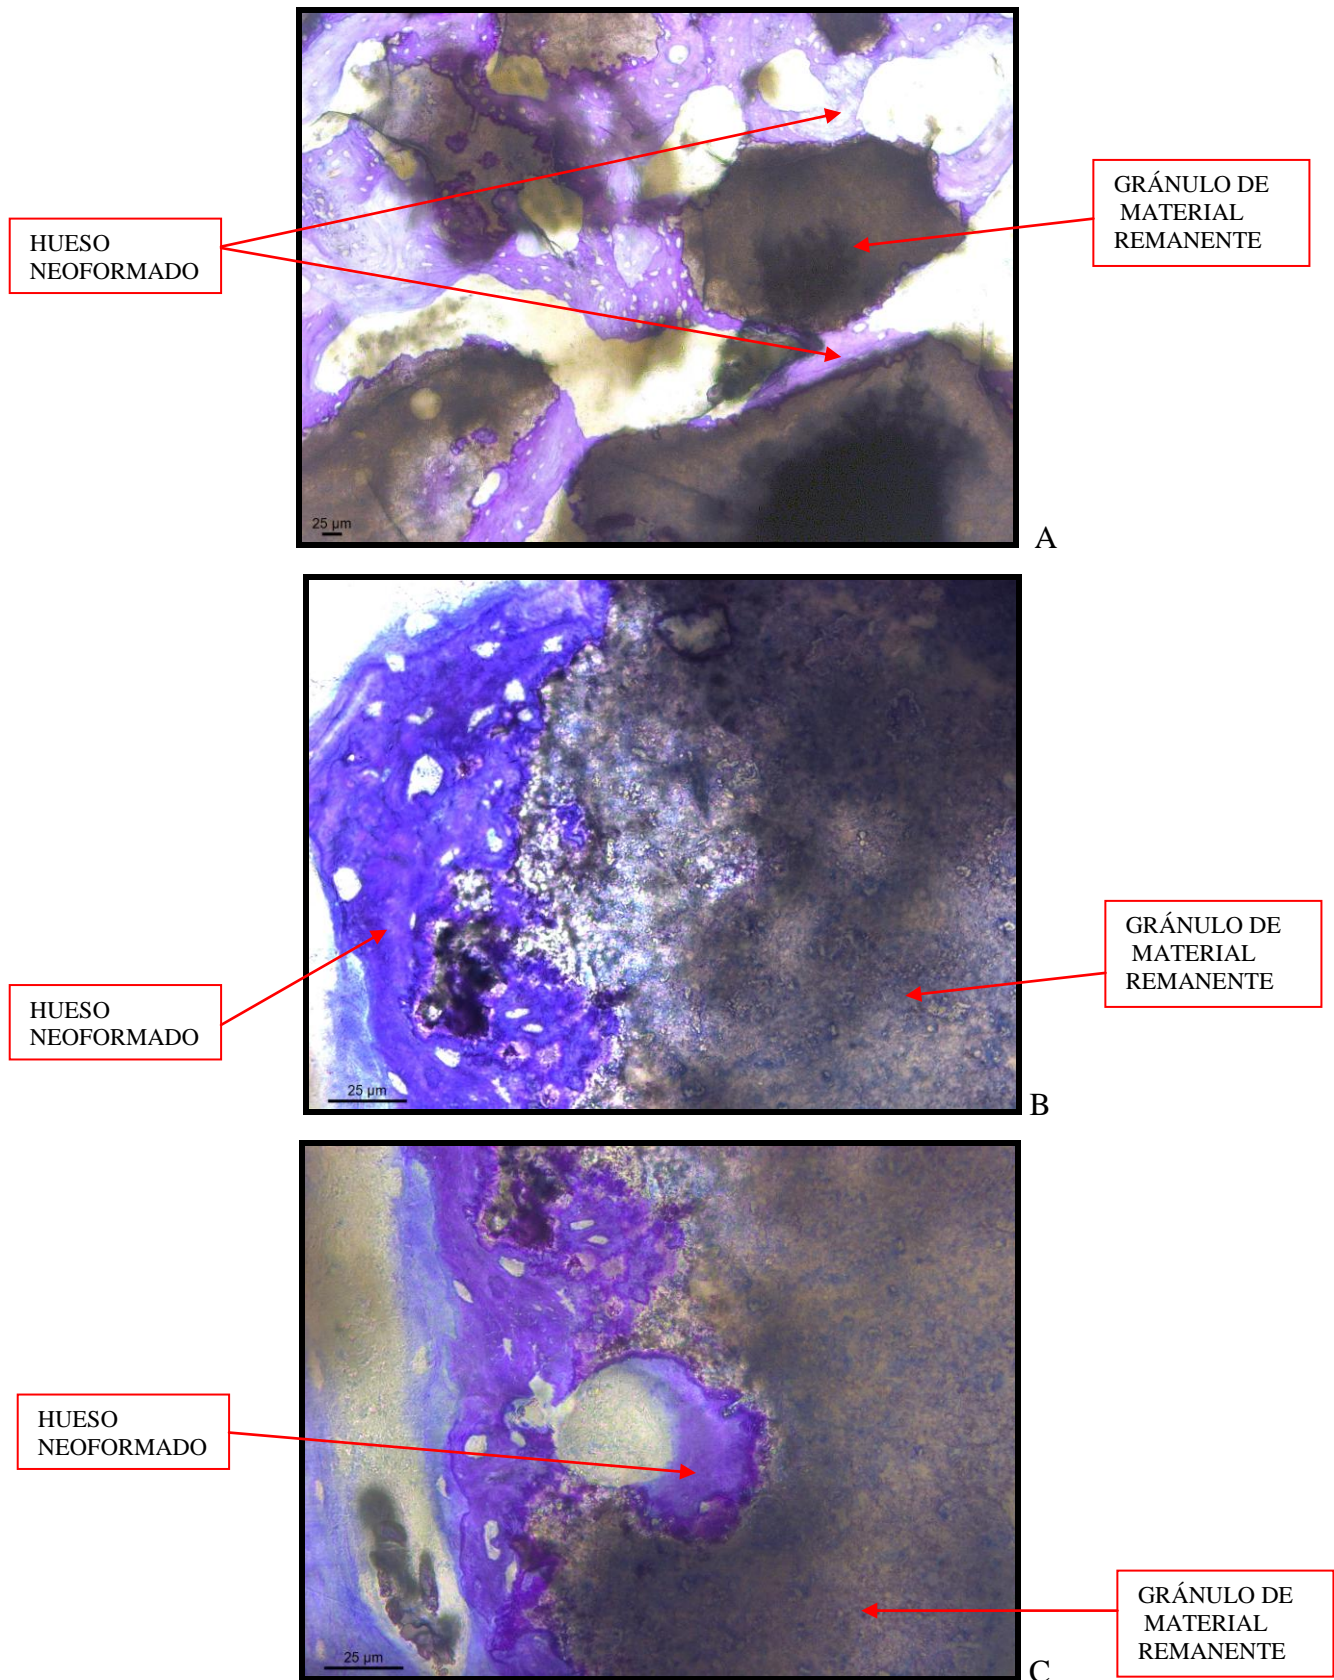 HUESO
NEOFORMADO
GRÁNULO DE
MATERIAL
REMANENTE
25 µm
A
HUESO
NEOFORMADO
GRÁNULO DE
MATERIAL
REMANENTE
25 µm
B
HUESO
NEOFORMADO
GRÁNULO DE
MATERIAL
REMANENTE
25 µm
C